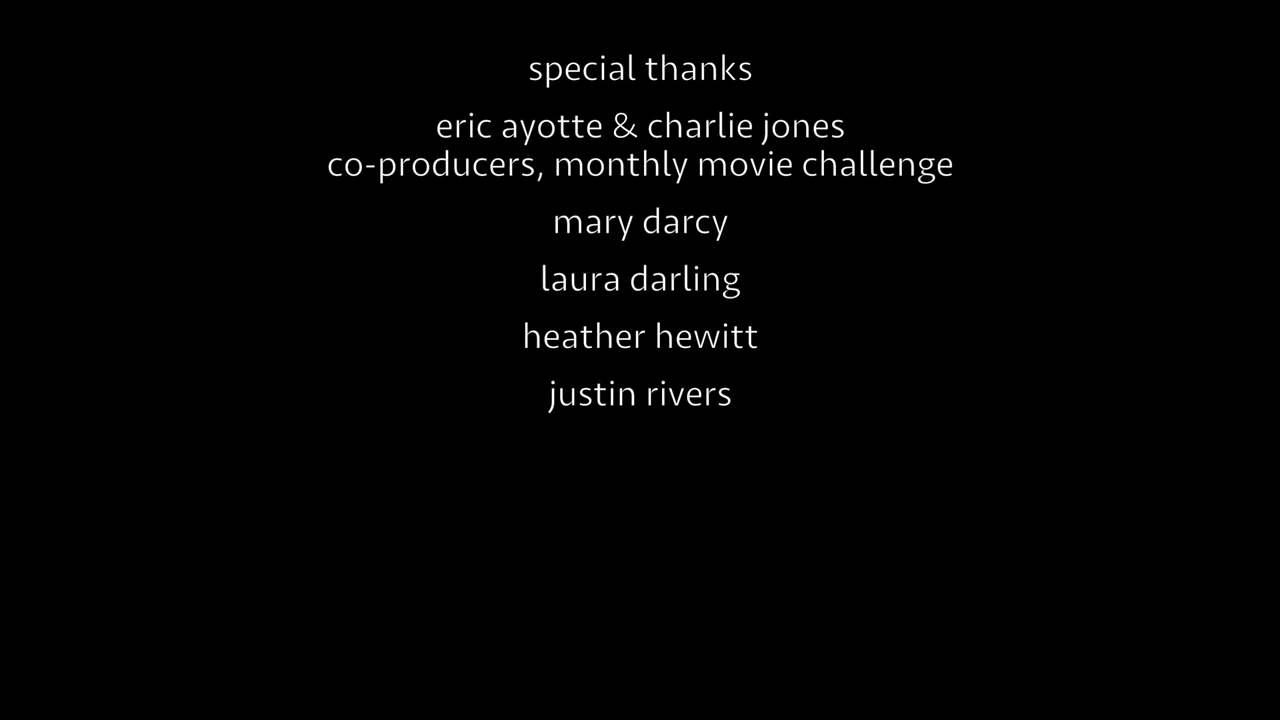 special thanks
eric ayotte & charlie jones
co-producers, monthly movie challenge
mary darcy
laura darling
heather hewitt
justin rivers